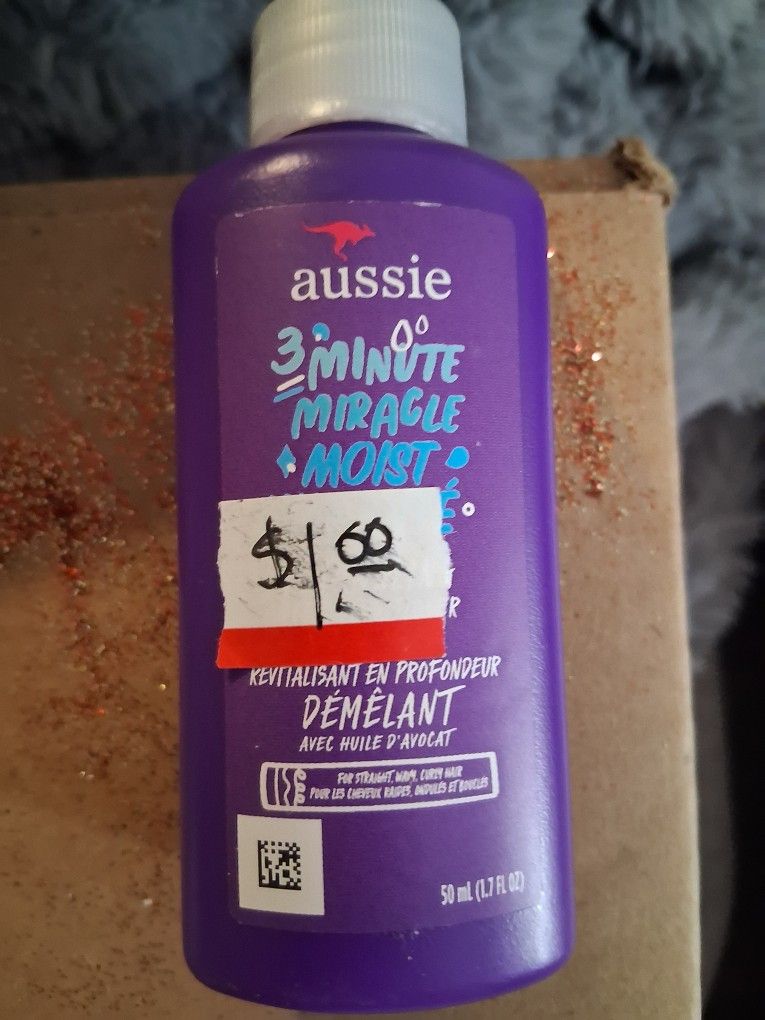 aussie
3 MINUTE
MIRACLE
MOIST
$1 60
R
REVITALISANT EN PROFONDEUR
DÉMÊLANT
AVEC HUILE D'AVOCAT
FOR STRAIGHT, WAVY, CURLY HAIR
POUR LES CHEVEUX RAIDES, ONDULÉS ET BOUCLÉS
50 mL (1.7 FL OZ)